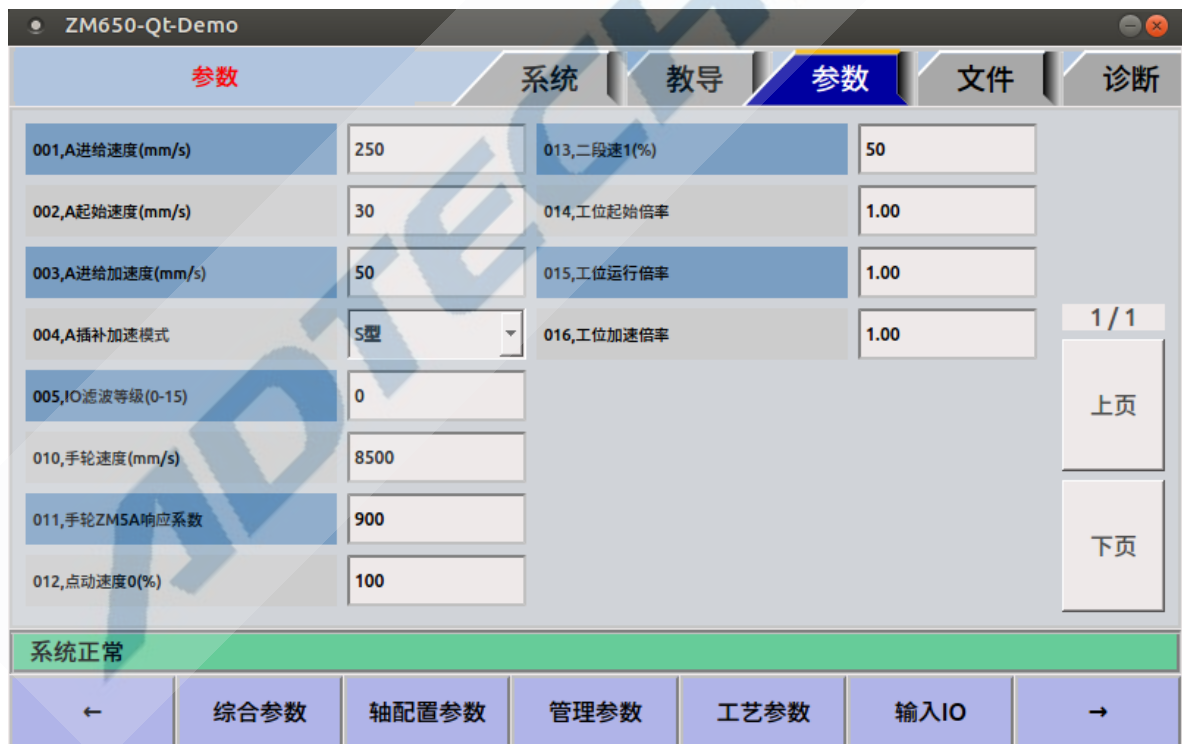 ZM650-Qt-Demo
参数
系统
教导
参数
文件
诊断
001,A进给速度(mm/s)
250
013,二段速1(%)
50
002,A起始速度(mm/s)
30
014,工位起始倍率
1.00
003,A进给加速度(mm/s)
50
015,工位运行倍率
1.00
004,A插补加速模式
S型
016,工位加速倍率
1.00
1/1
005,IO滤波等级(0-15)
0
上页
010,手轮速度(mm/s)
8500
011,手轮ZM5A响应系数
900
下页
012,点动速度0(%)
100
系统正常
←
综合参数
轴配置参数
管理参数
工艺参数
输入IO
→
ADTECH